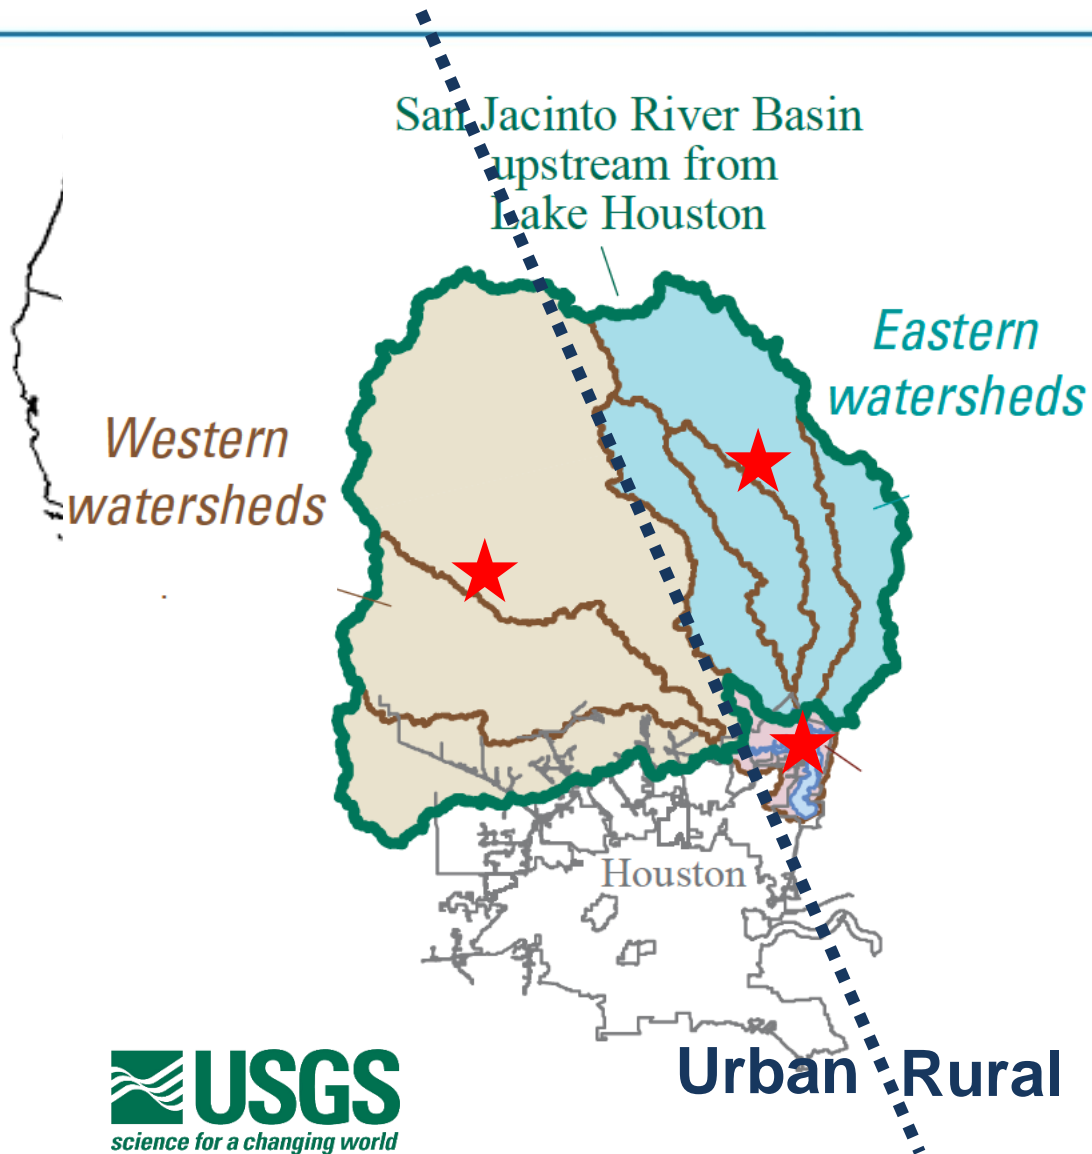 San Jacinto River Basin
upstream from
Lake Houston
Eastern
watersheds
Western
watersheds
Houston
Urban Rural
USGS
science for a changing world